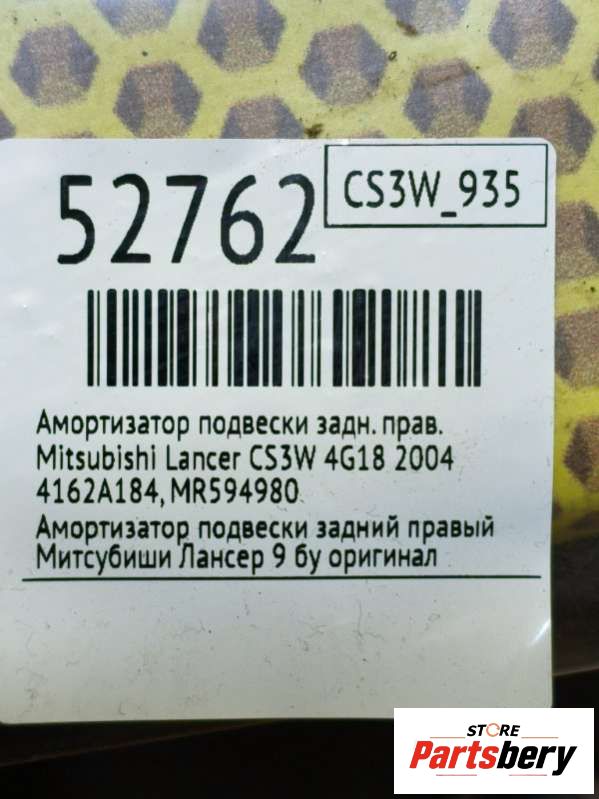 52762
CS3W_935
Амортизатор подвески задн. прав.
Mitsubishi Lancer CS3W 4G18 2004
4162A184, MR594980
Амортизатор подвески задний правый
Митсубиши Лансер 9 бу оригинал
STORE
Partsbery